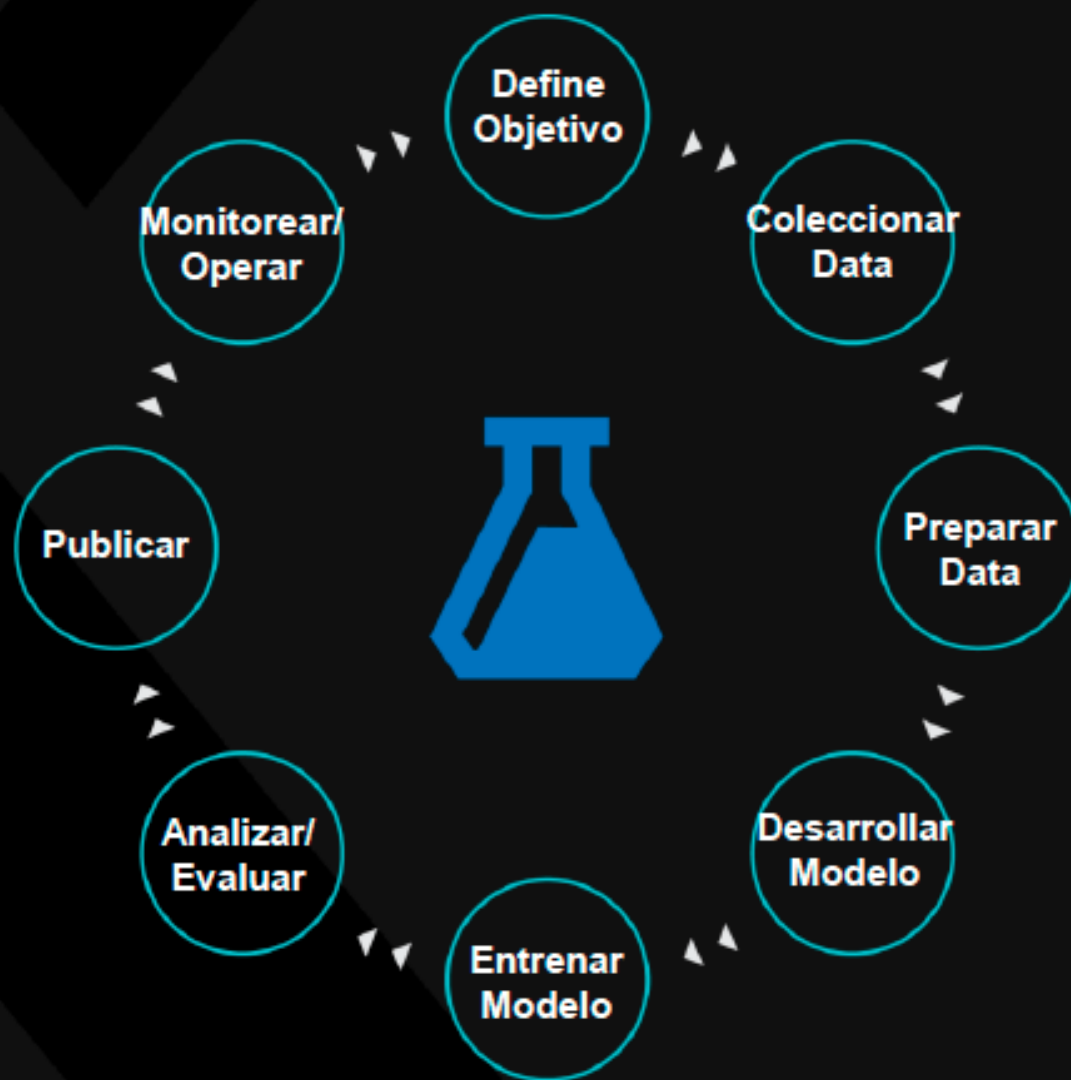 Define
Objetivo
Coleccionar
Data
Preparar
Data
Desarrollar
Modelo
Entrenar
Modelo
Analizar/
Evaluar
Publicar
Monitorear/
Operar